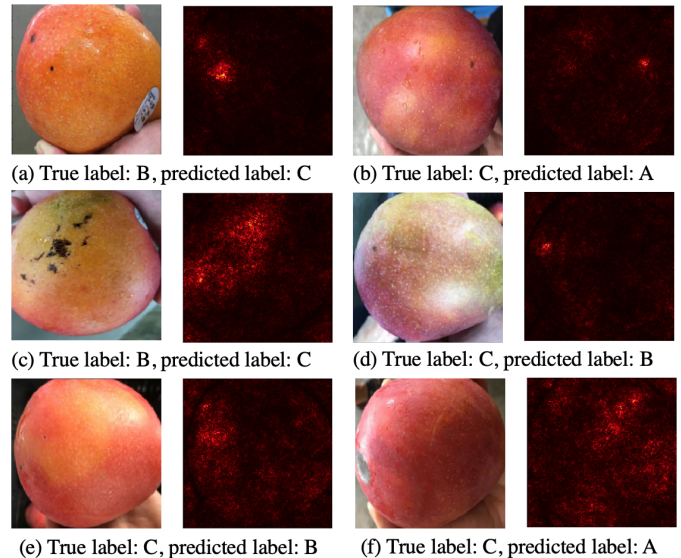 (a) True label: B, predicted label: C
(b) True label: C, predicted label: A
(c) True label: B, predicted label: C
(d) True label: C, predicted label: B
(e) True label: C, predicted label: B
(f) True label: C, predicted label: A